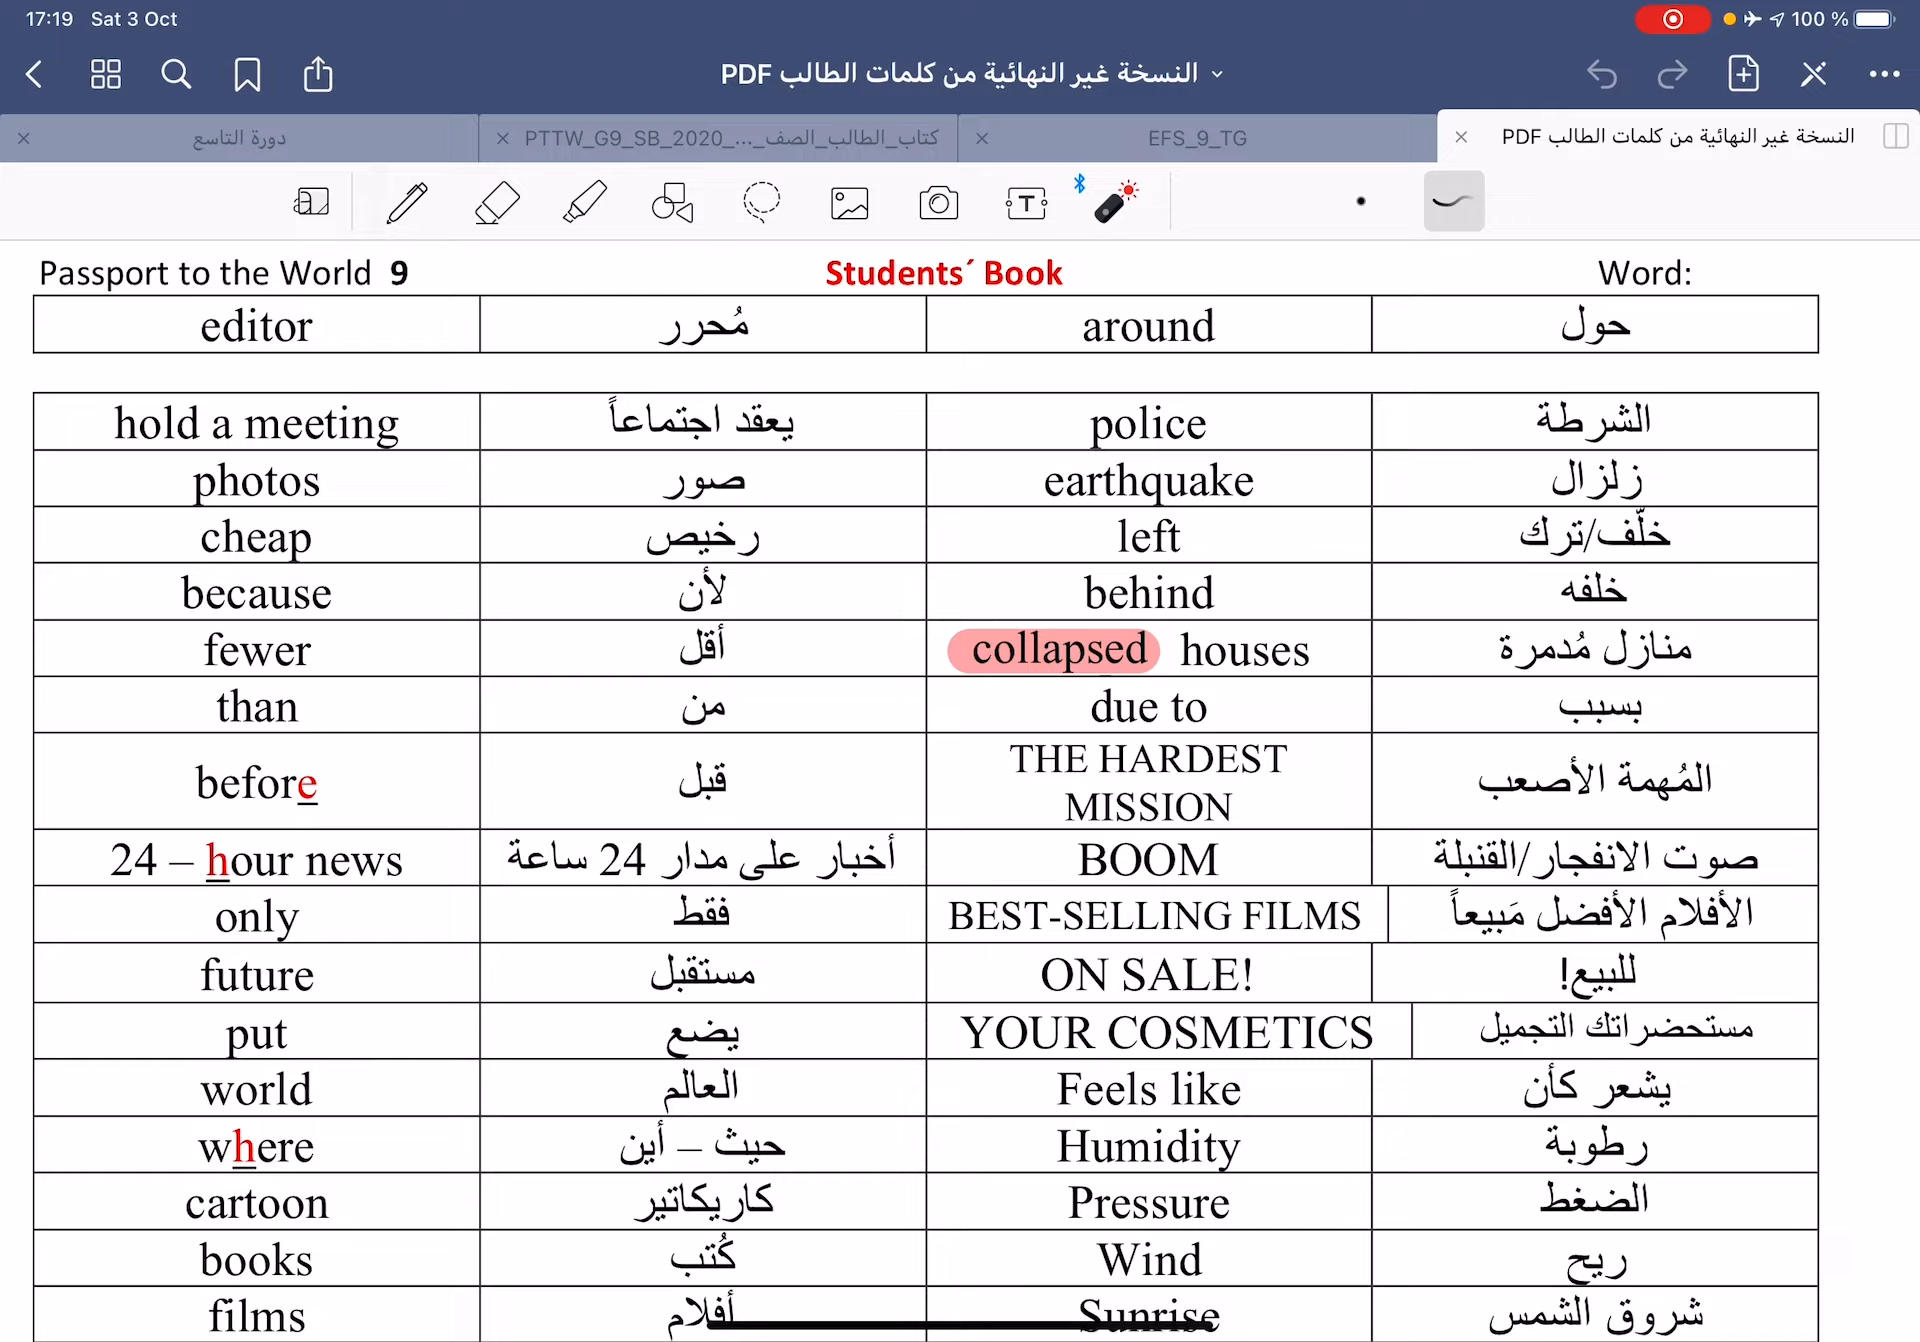 17:19 Sat 3 Oct 100 %
النسخة غير النهائية من كلمات الطالب PDF
دورة التاسع
PTTW_G9_SB_2020_...كتاب_الطالب_الصف_
EFS_9_TG
النسخة غير النهائية من كلمات الطالب PDF
Passport to the World 9 Students´ Book Word:
editor مُحرر around حول
hold a meeting يعقد اجتماعاً police الشرطة
photos صور earthquake زلزال
cheap رخيص left خلّف/ترك
because لأن behind خلفه
fewer أقل collapsed houses منازل مُدمرة
than من due to بسبب
before قبل THE HARDEST MISSION المُهمة الأصعب
24 – hour news أخبار على مدار 24 ساعة BOOM صوت الانفجار/القنبلة
only فقط BEST-SELLING FILMS الأفلام الأفضل مَبيعاً
future مستقبل ON SALE! للبيع!
put يضع YOUR COSMETICS مستحضراتك التجميل
world العالم Feels like يشعر كأن
where حيث – أين Humidity رطوبة
cartoon كاريكاتير Pressure الضغط
books كُتب Wind ريح
films أفلام Sunrise شروق الشمس